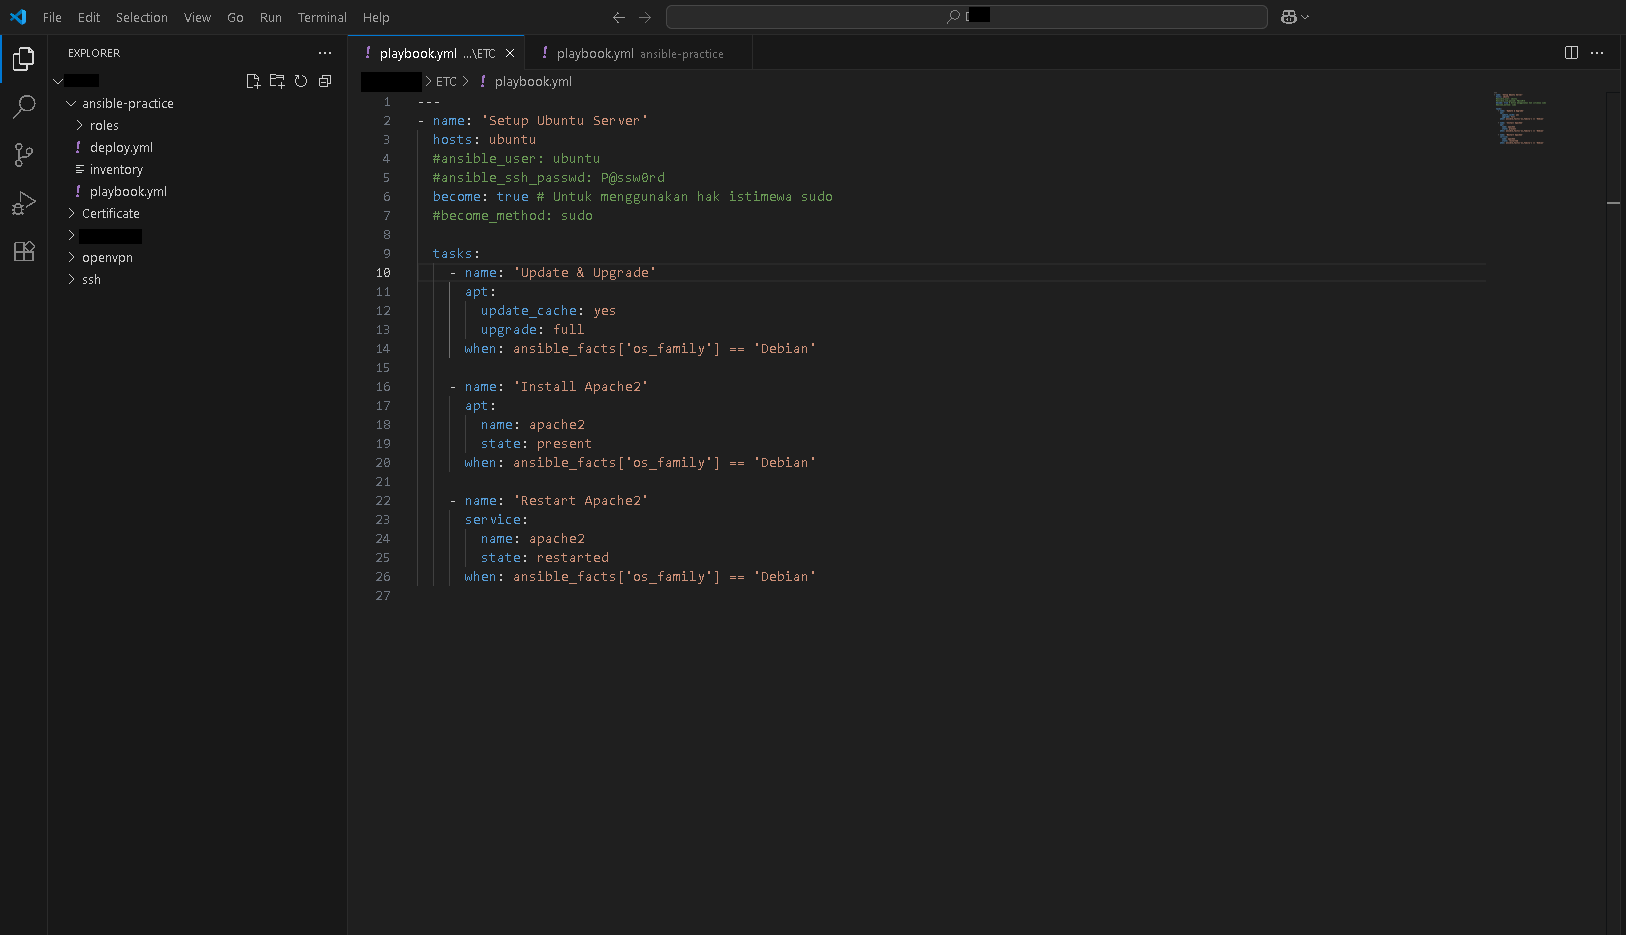 File Edit Selection View Go Run Terminal Help
EXPLORER
ansible-practice
roles
deploy.yml
inventory
playbook.yml
Certificate
openvpn
ssh
playbook.yml ...\ETC
playbook.yml ansible-practice
ETC > playbook.yml
1 ---
2 - name: 'Setup Ubuntu Server'
3 hosts: ubuntu
4 #ansible_user: ubuntu
5 #ansible_ssh_passwd: P@ssw0rd
6 become: true # Untuk menggunakan hak istimewa sudo
7 #become_method: sudo
8
9 tasks:
10 - name: 'Update & Upgrade'
11 apt:
12 update_cache: yes
13 upgrade: full
14 when: ansible_facts['os_family'] == 'Debian'
15
16 - name: 'Install Apache2'
17 apt:
18 name: apache2
19 state: present
20 when: ansible_facts['os_family'] == 'Debian'
21
22 - name: 'Restart Apache2'
23 service:
24 name: apache2
25 state: restarted
26 when: ansible_facts['os_family'] == 'Debian'
27